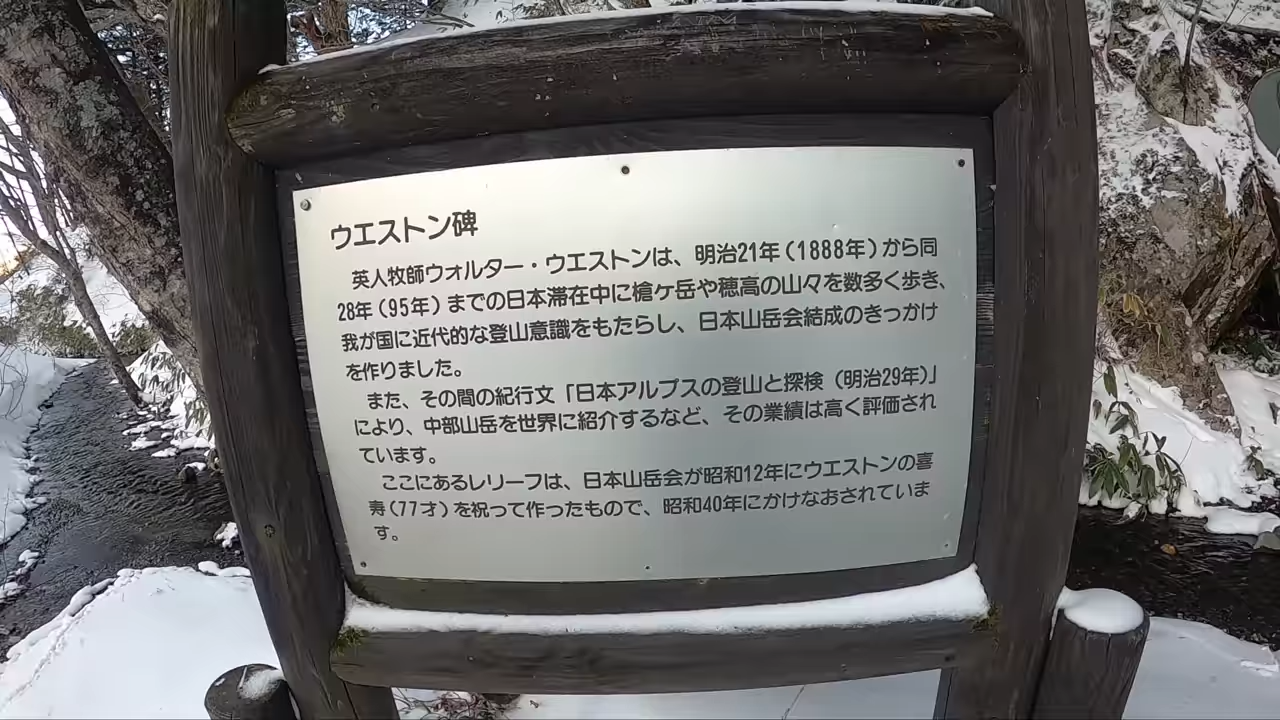 ウエストン碑
英人牧師ウォルター・ウエストンは、明治21年(1888年)から同
28年(95年)までの日本滞在中に槍ケ岳や穂高の山々を数多く歩き、
我が国に近代的な登山意識をもたらし、日本山岳会結成のきっかけ
を作りました。
また、その間の紀行文「日本アルプスの登山と探検(明治29年)」
により、中部山岳を世界に紹介するなど、その業績は高く評価され
ています。
ここにあるレリーフは、日本山岳会が昭和12年にウエストンの喜
寿(77才)を祝って作ったもので、昭和40年にかけなおされていま
す。